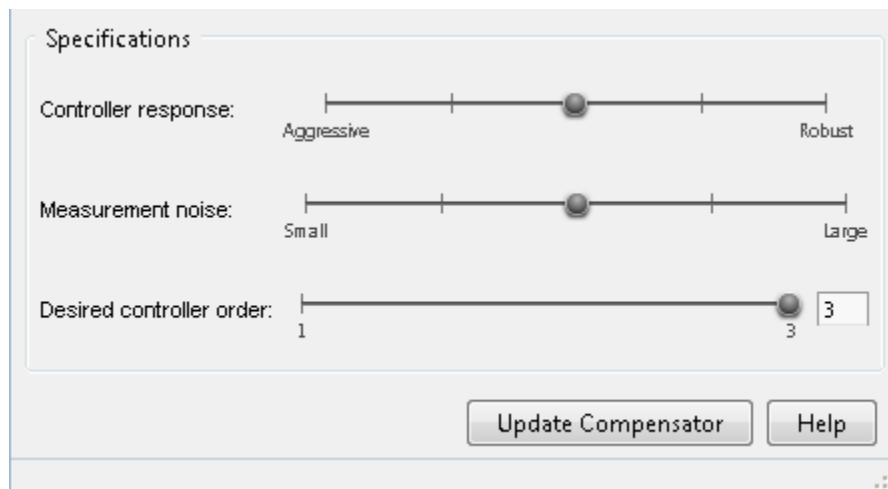 Specifications
Controller response:
Aggressive Robust
Measurement noise:
Small Large
Desired controller order:
3
1 3
Update Compensator Help